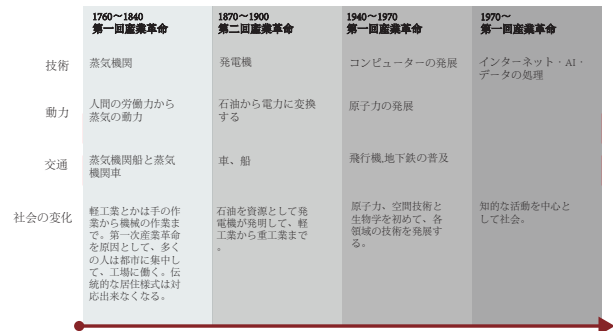 1760～1840
第一回産業革命
1870～1900
第二回産業革命
1940～1970
第一回産業革命
1970～
第一回産業革命
技術
蒸気機関
発電機
コンピューターの発展
インターネット・AI・
データの処理
動力
人間の労働力から
蒸気の動力
石油から電力に変換
する
原子力の発展
交通
蒸気機関船と蒸気
機関車
車、船
飛行機,地下鉄の普及
社会の変化
軽工業とかは手の作
業から機械の作業ま
で。第一次産業革命
を原因として、多く
の人は都市に集中し
て、工場に働く。伝
統的な居住様式は対
応出来なくなる。
石油を資源として発
電機が発明して、軽
工業から重工業まで
。
原子力、空間技術と
生物学を初めて、各
領域の技術を発展す
る。
知的な活動を中心と
して社会。